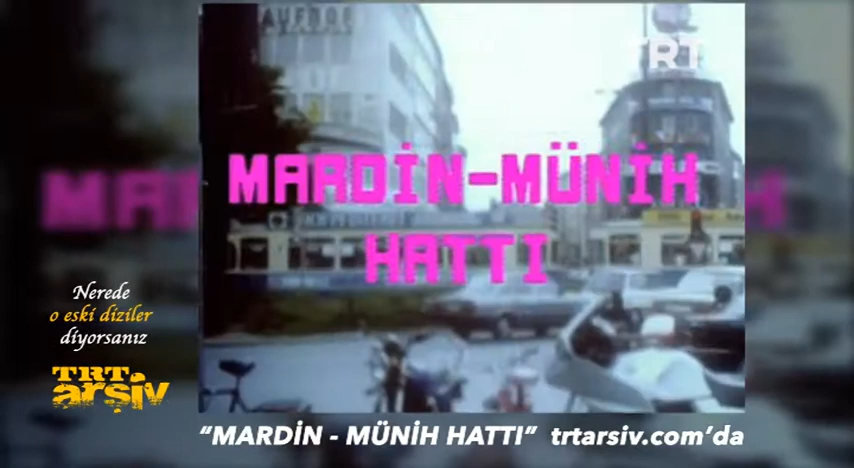 TRT
MARDİN-MÜNİH
HATTI
Nerede
o eski diziler
diyorsanız
TRT
arşiv
“MARDİN - MÜNİH HATTI” trtarsiv.com’da